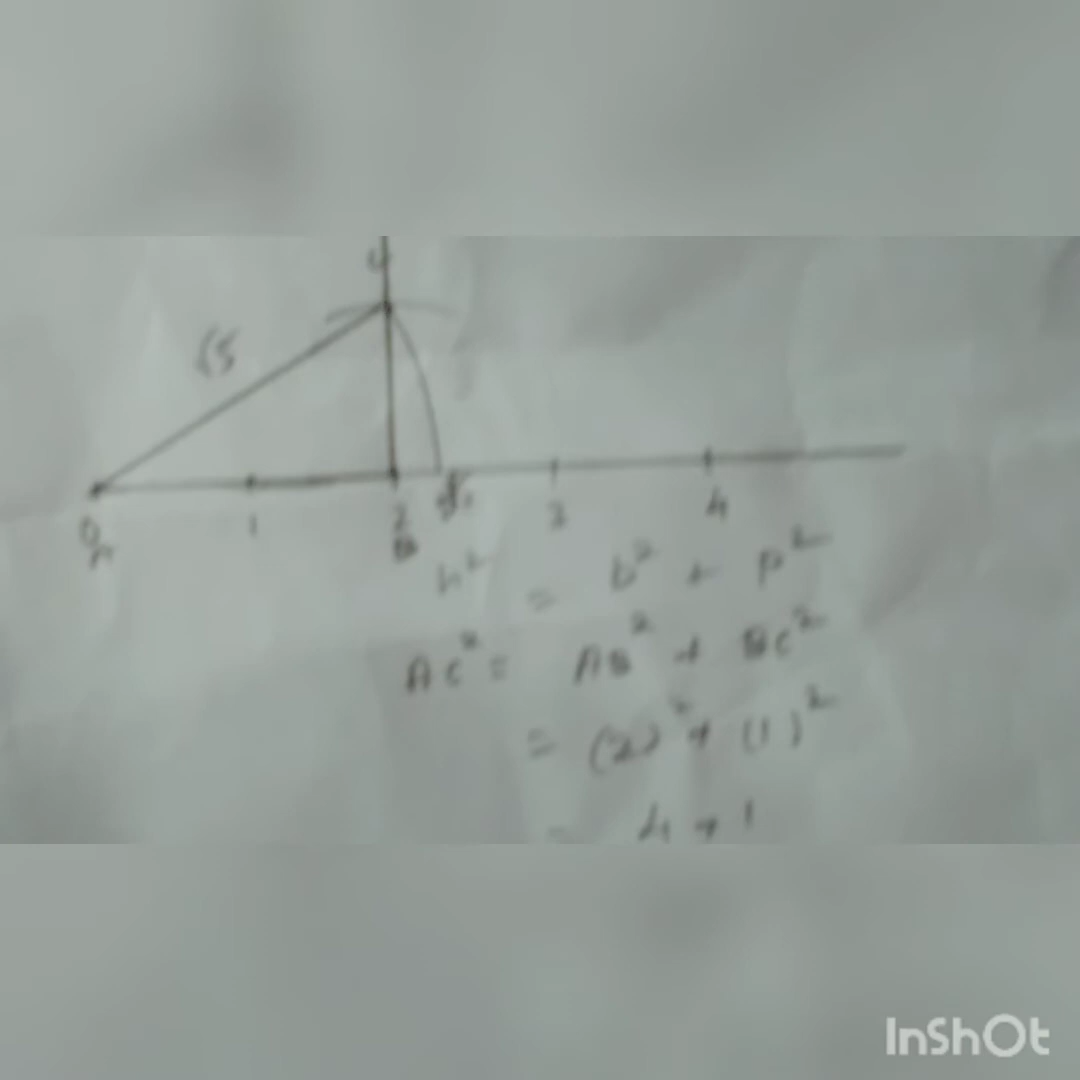 C
√5
0 1 2 √5 3 4
A B
h² = b² + p²
AC² = AB² + BC²
= (2)² + (1)²
= 4 + 1
InShOt